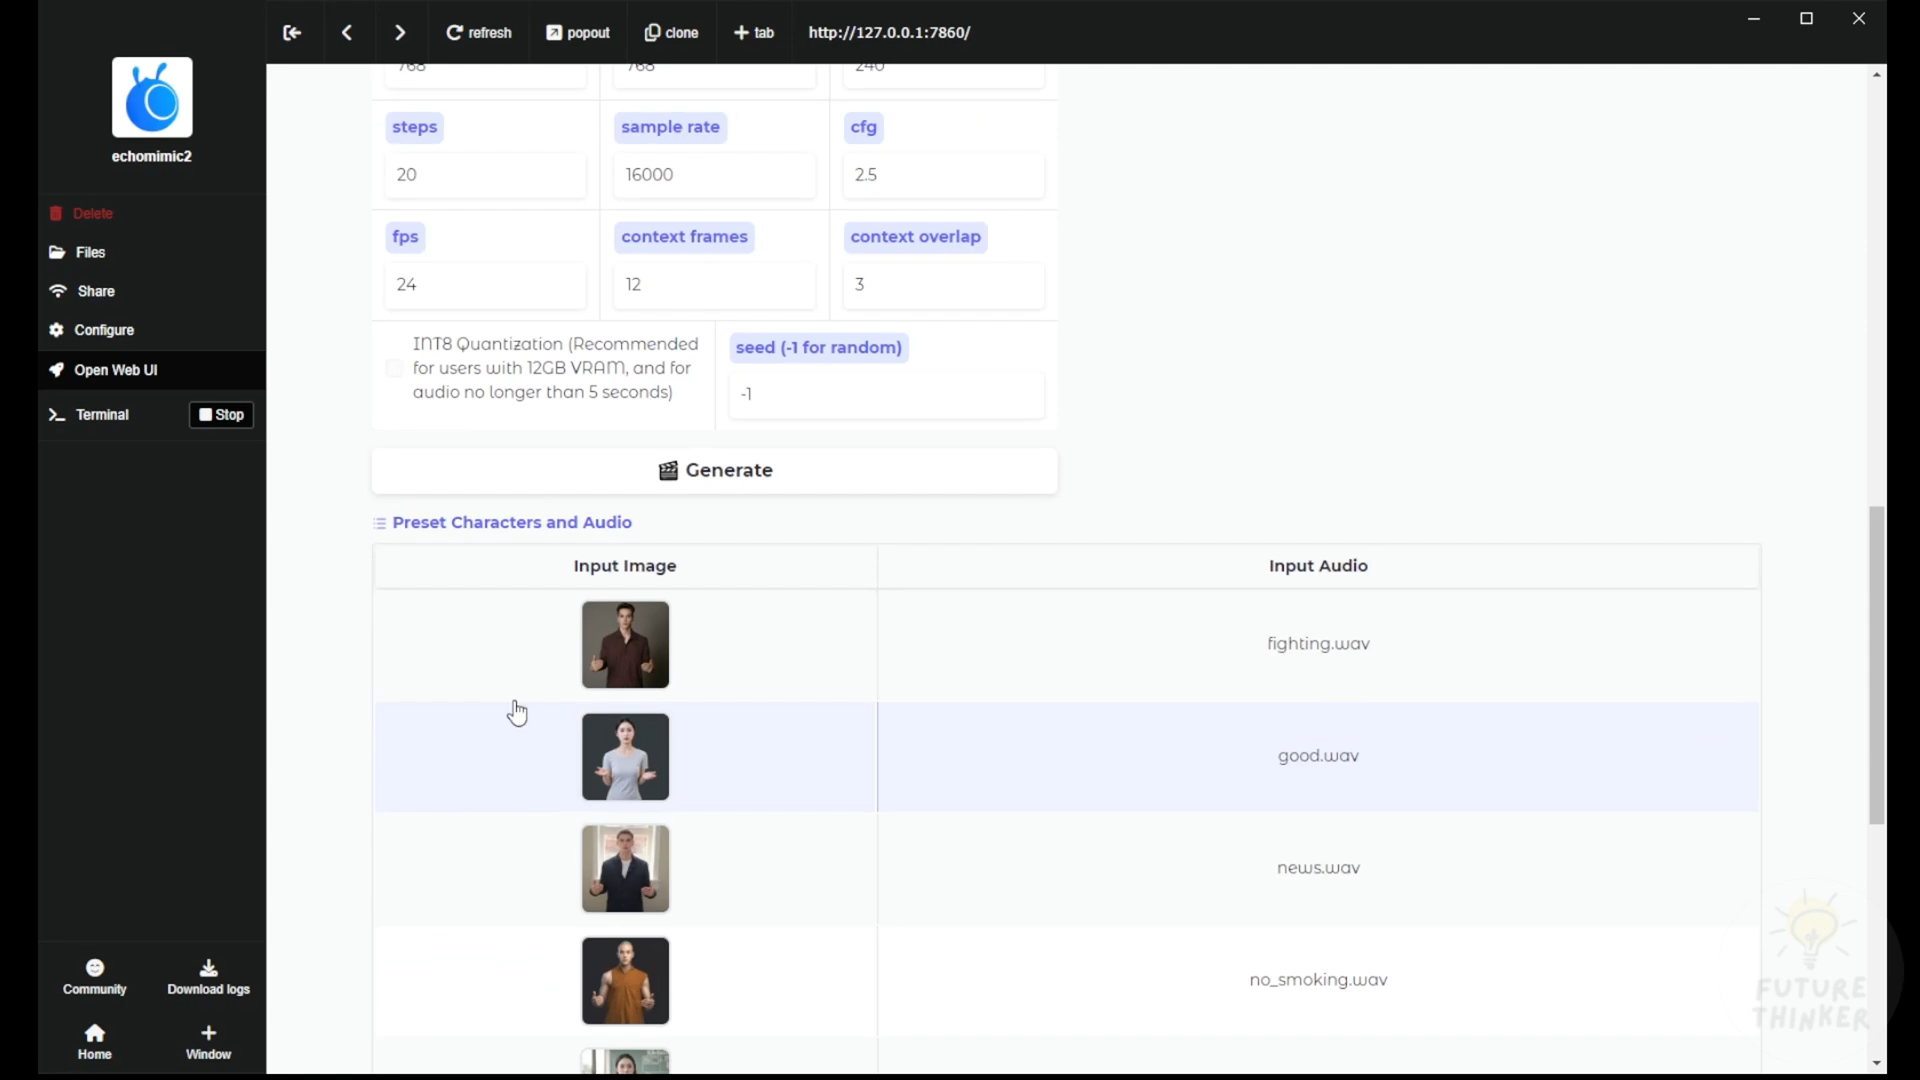 refresh popout clone tab http://127.0.0.1:7860/
echomimic2
Delete
Files
Share
Configure
Open Web UI
Terminal Stop
Community Download logs
Home Window
768 768 240
steps sample rate cfg
20 16000 2.5
fps context frames context overlap
24 12 3
INT8 Quantization (Recommended
for users with 12GB VRAM, and for
audio no longer than 5 seconds)
seed (-1 for random)
-1
Generate
Preset Characters and Audio
Input Image Input Audio
fighting.wav
good.wav
news.wav
no_smoking.wav
FUTURE
THINKER